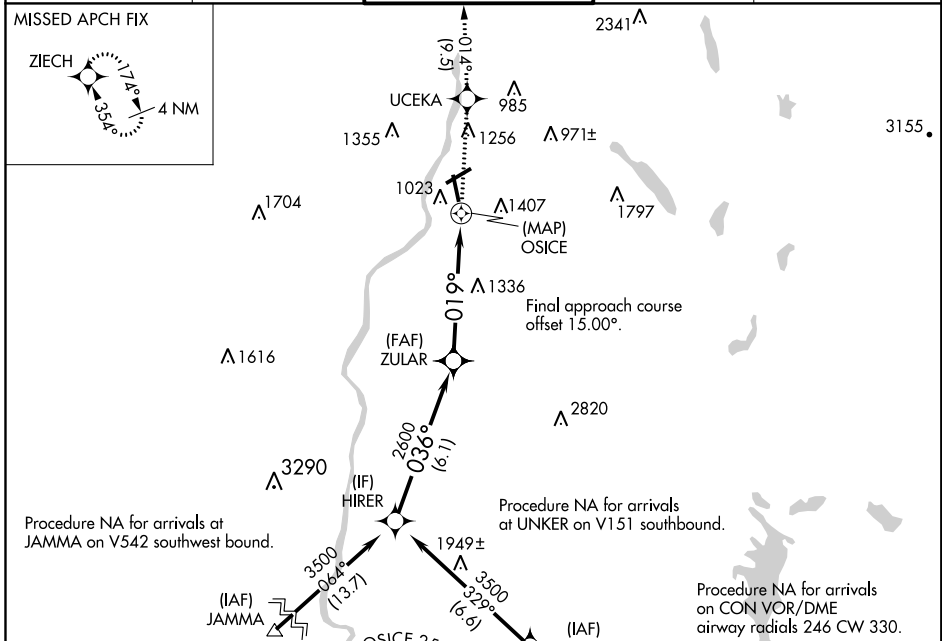 MISSED APCH FIX
ZIECH
174°
354°
4 NM
014°
(9.5)
UCEKA
2341
985
1355
1256
971±
3155
1704
1023
1407
1797
(MAP)
OSICE
019°
1336
Final approach course
offset 15.00°.
(FAF)
ZULAR
1616
2820
2600
036°
(6.1)
3290
(IF)
HIRER
Procedure NA for arrivals
at UNKER on V151 southbound.
Procedure NA for arrivals at
JAMMA on V542 southwest bound.
1949±
3500
064°
(13.7)
3500
329°
(6.6)
(IAF)
JAMMA
(IAF)
Procedure NA for arrivals
on CON VOR/DME
airway radials 246 CW 330.
OSICE 25